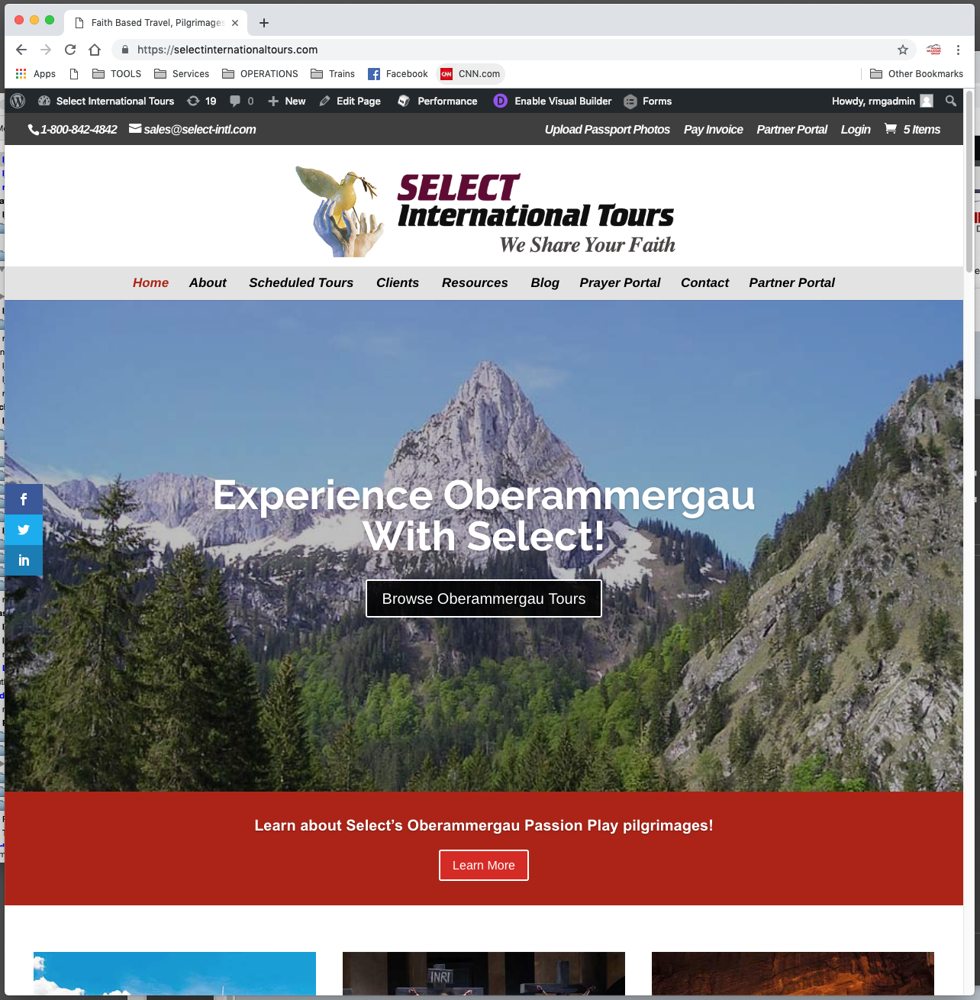 Faith Based Travel, Pilgrimages
https://selectinternationaltours.com
Apps TOOLS Services OPERATIONS Trains Facebook CNN CNN.com Other Bookmarks
Select International Tours 19 0 New Edit Page Performance D Enable Visual Builder Forms Howdy, rmgadmin
1-800-842-4842 sales@select-intl.com Upload Passport Photos Pay Invoice Partner Portal Login 5 Items
SELECT
International Tours
We Share Your Faith
Home About Scheduled Tours Clients Resources Blog Prayer Portal Contact Partner Portal
Experience Oberammergau
With Select!
Browse Oberammergau Tours
Learn about Select’s Oberammergau Passion Play pilgrimages!
Learn More
INRI